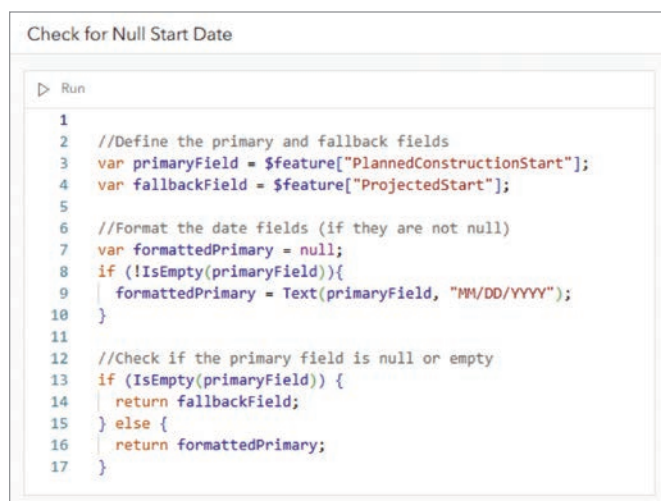 Check for Null Start Date
Run
1
2 //Define the primary and fallback fields
3 var primaryField = $feature["PlannedConstructionStart"];
4 var fallbackField = $feature["ProjectedStart"];
5
6 //Format the date fields (if they are not null)
7 var formattedPrimary = null;
8 if (!IsEmpty(primaryField)){
9 formattedPrimary = Text(primaryField, "MM/DD/YYYY");
10 }
11
12 //Check if the primary field is null or empty
13 if (IsEmpty(primaryField)) {
14 return fallbackField;
15 } else {
16 return formattedPrimary;
17 }